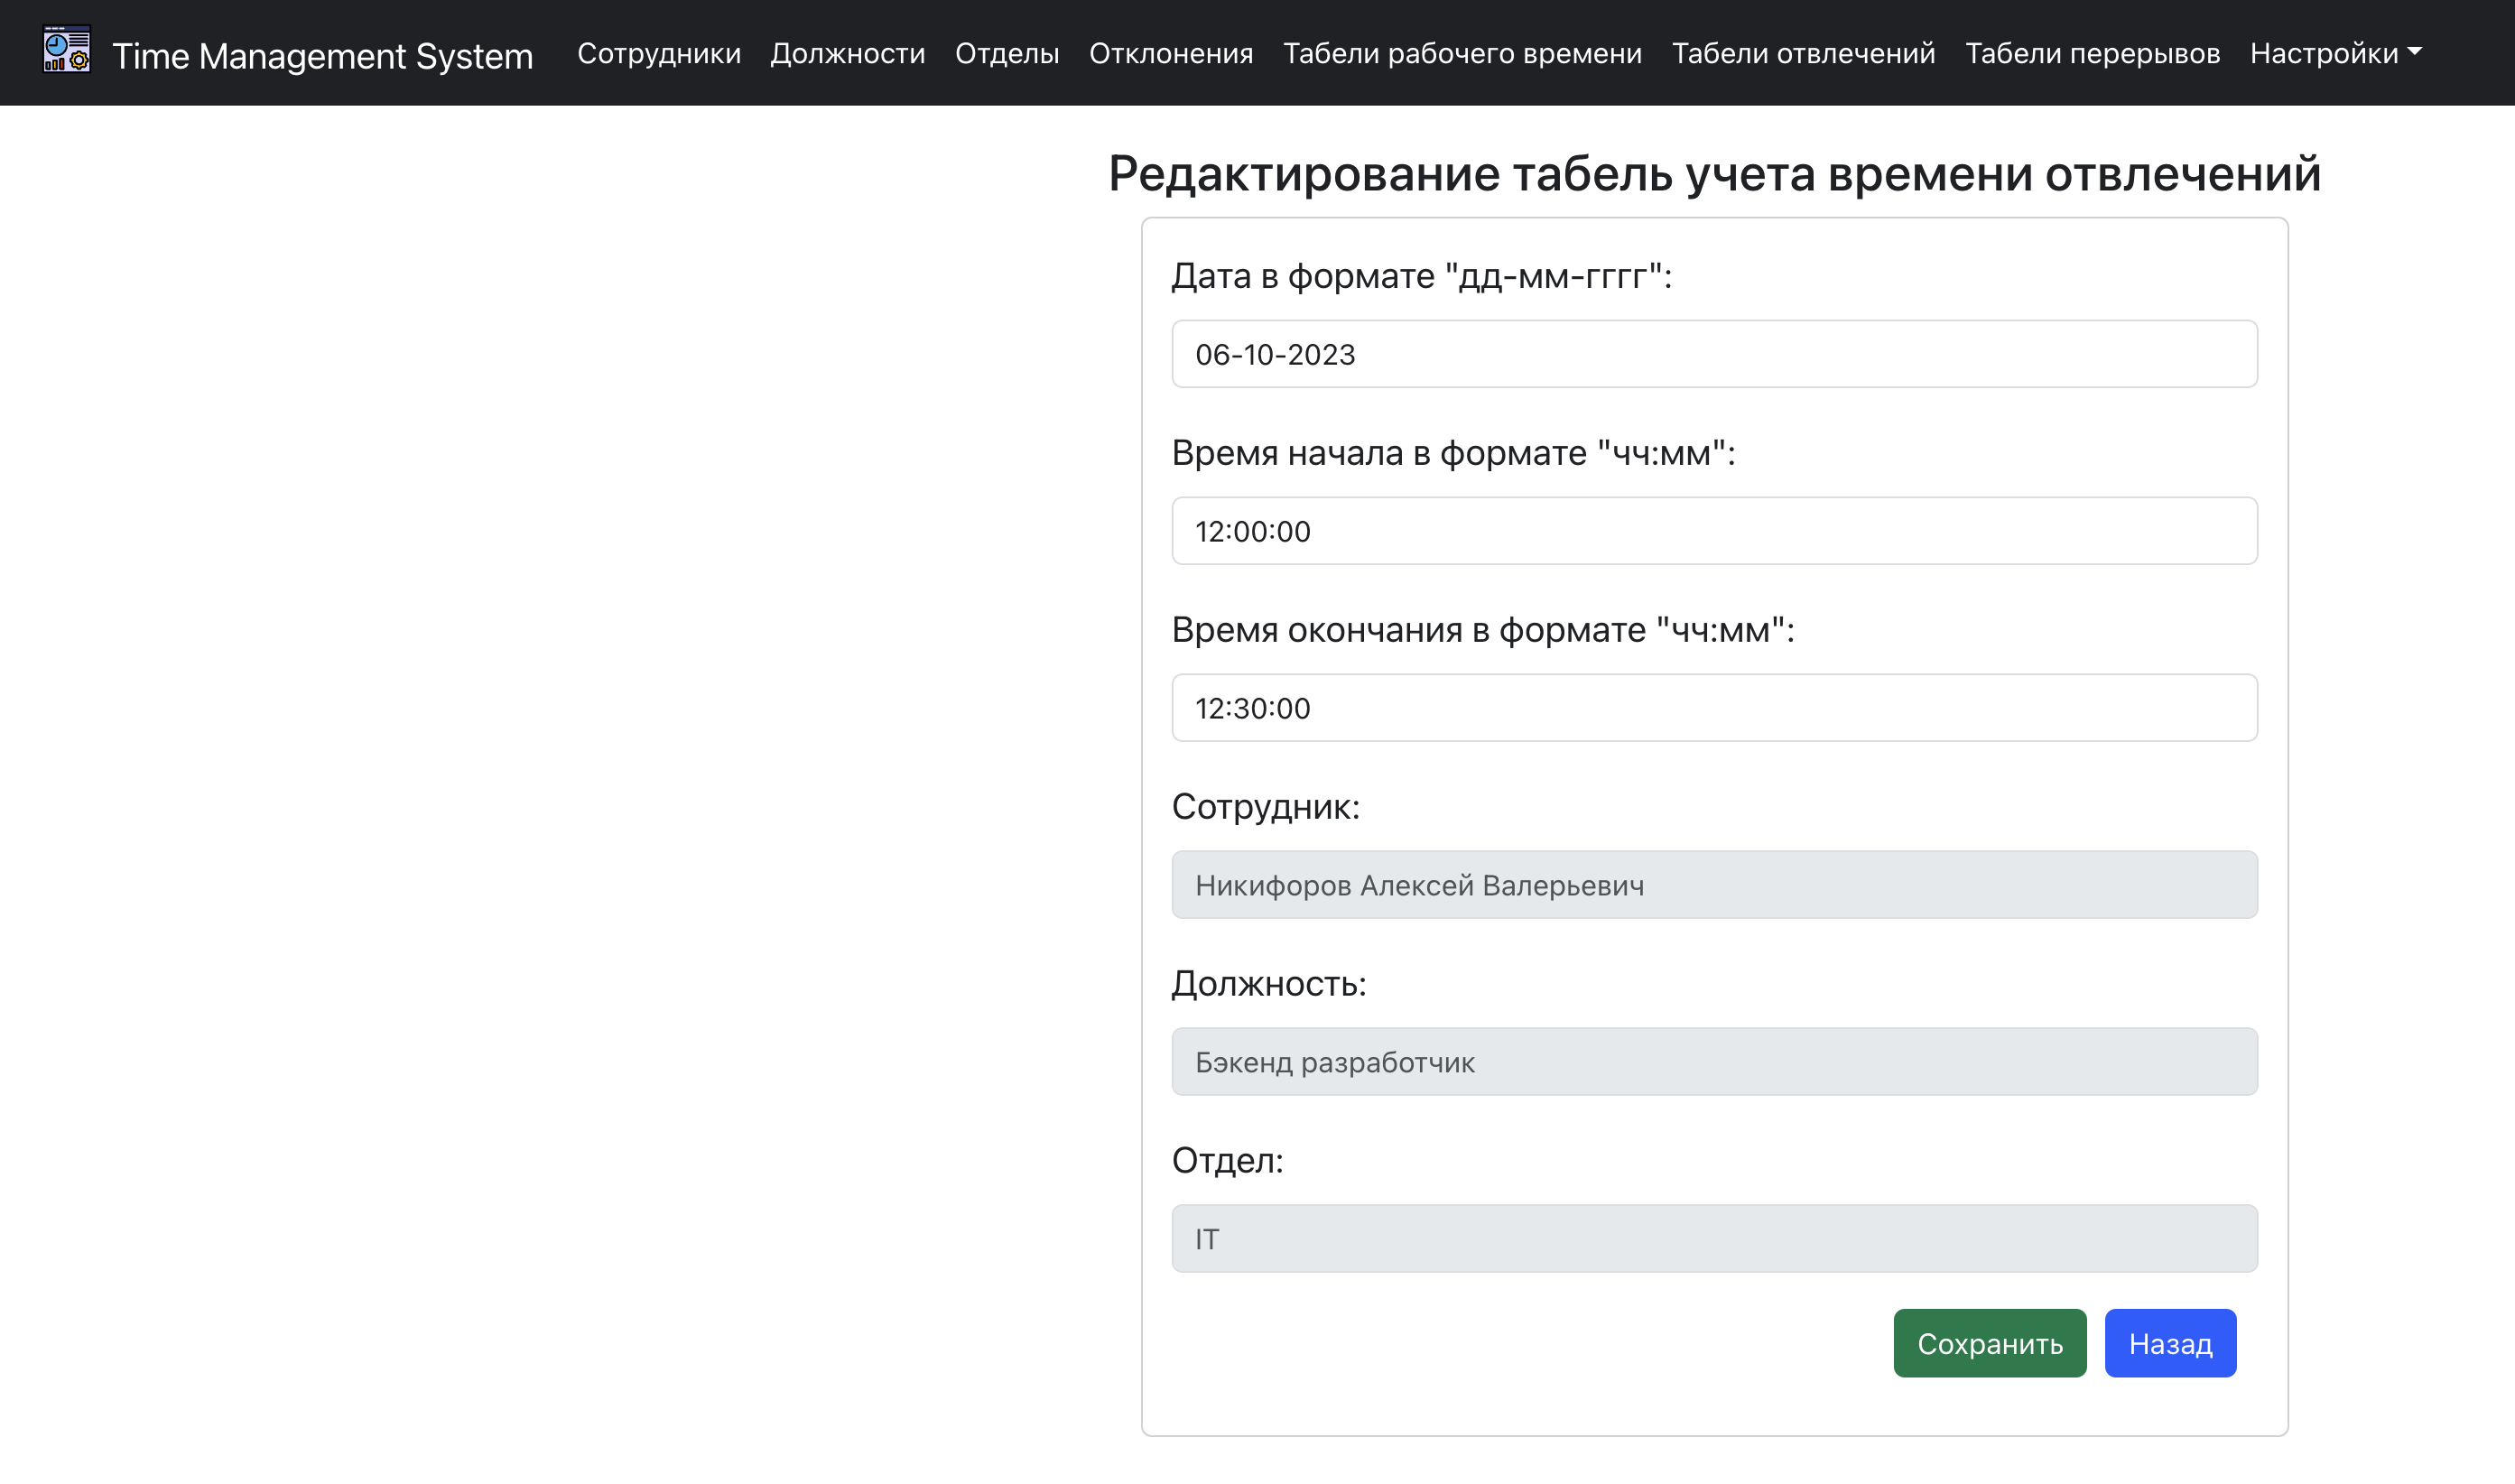 Time Management System Сотрудники Должности Отделы Отклонения Табели рабочего времени Табели отвлечений Табели перерывов Настройки
Редактирование табель учета времени отвлечений
Дата в формате "дд-мм-гггг":
06-10-2023
Время начала в формате "чч:мм":
12:00:00
Время окончания в формате "чч:мм":
12:30:00
Сотрудник:
Никифоров Алексей Валерьевич
Должность:
Бэкенд разработчик
Отдел:
IT
Сохранить Назад